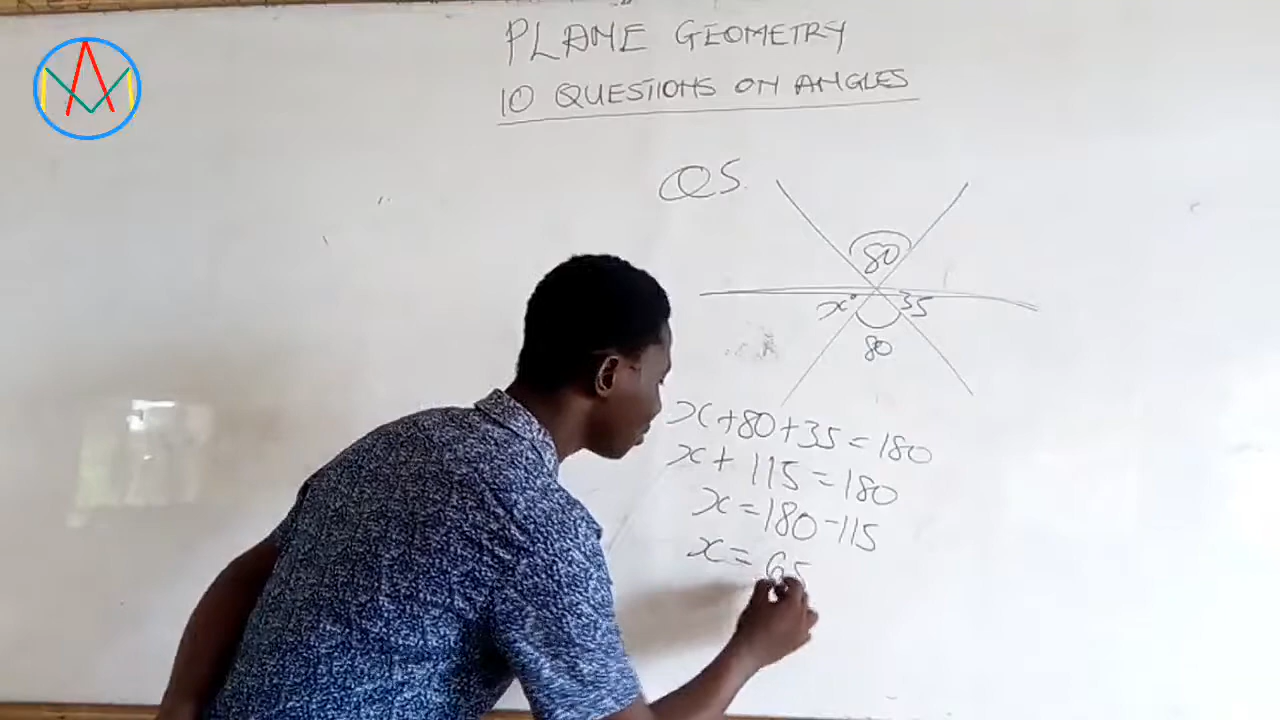 PLANE GEOMETRY
10 QUESTIONS ON ANGLES
Q5.
80
x° 35
80
x+80+35=180
x+115=180
x=180-115
x=65